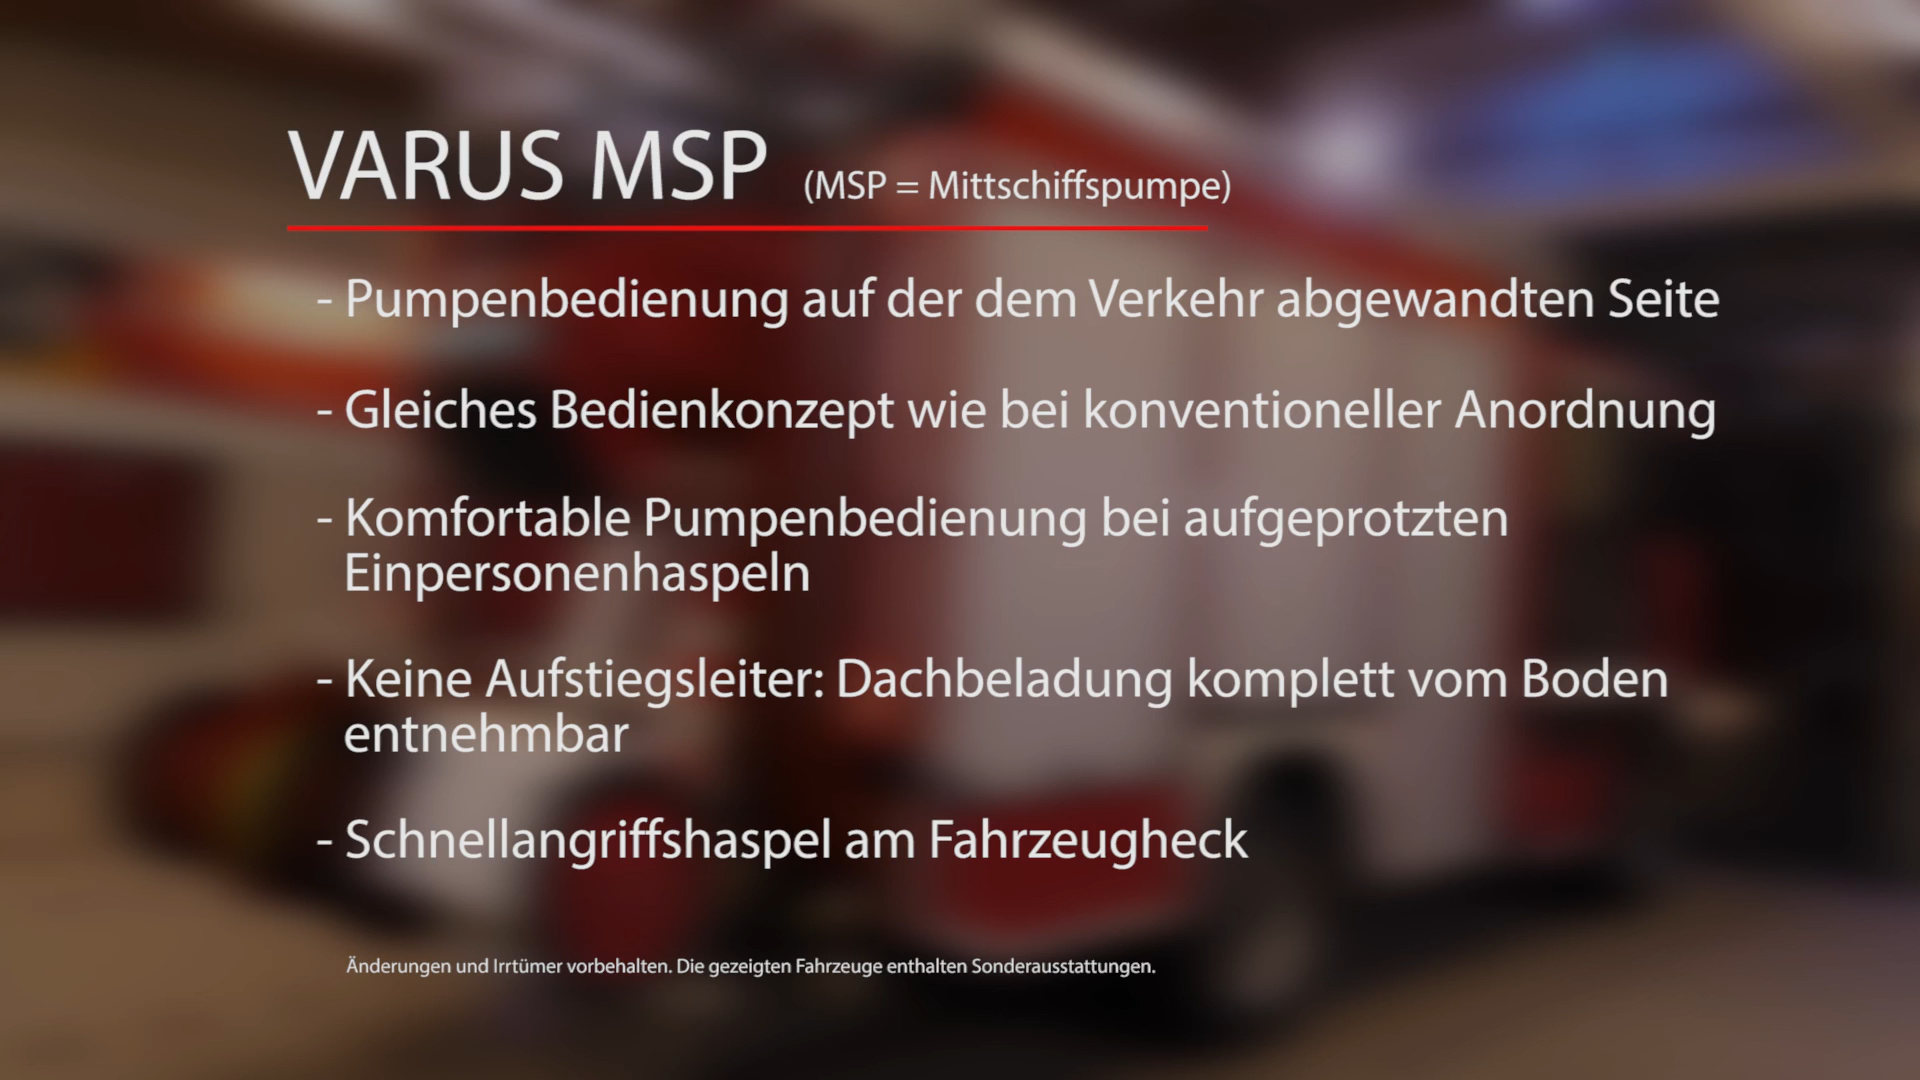 VARUS MSP (MSP = Mittschiffspumpe)
- Pumpenbedienung auf der dem Verkehr abgewandten Seite
- Gleiches Bedienkonzept wie bei konventioneller Anordnung
- Komfortable Pumpenbedienung bei aufgeprotzten
Einpersonenhaspeln
- Keine Aufstiegsleiter: Dachbeladung komplett vom Boden
entnehmbar
- Schnellangriffshaspel am Fahrzeugheck
Änderungen und Irrtümer vorbehalten. Die gezeigten Fahrzeuge enthalten Sonderausstattungen.